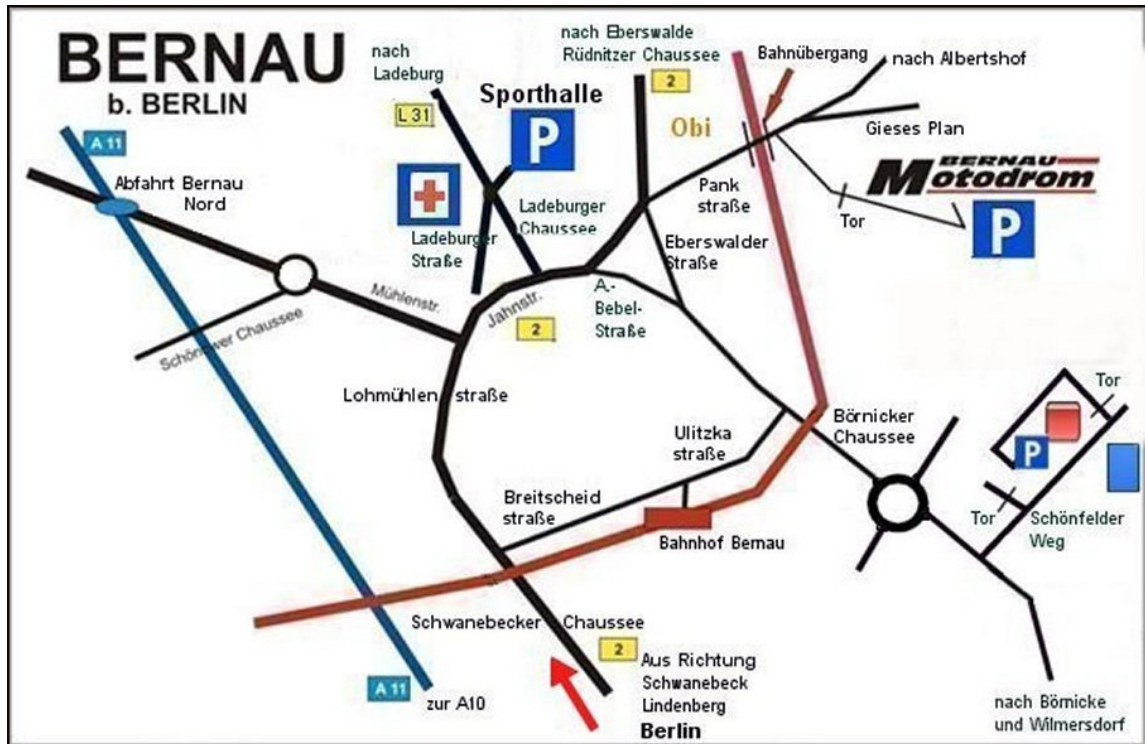 BERNAU
b. BERLIN
A 11
Abfahrt Bernau
Nord
nach
Ladeburg
L 31
Sporthalle
P
Ladeburger
Straße
Ladeburger
Chaussee
nach Eberswalde
Rüdnitzer Chaussee
2
Obi
Bahnübergang
nach Albertshof
Gieses Plan
BERNAU
Motodrom
Tor
P
Pank
straße
Eberswalder
Straße
A.-
Bebel-
Straße
Mühlenstr.
Jahnstr.
2
Schönower Chaussee
Lohmühlen straße
Ulitzka
straße
Börnicker
Chaussee
Tor
P
Tor
Schönfelder
Weg
Breitscheid
straße
Bahnhof Bernau
Schwanebecker Chaussee
2
Aus Richtung
Schwanebeck
Lindenberg
Berlin
A 11
zur A10
nach Börnicke
und Wilmersdorf